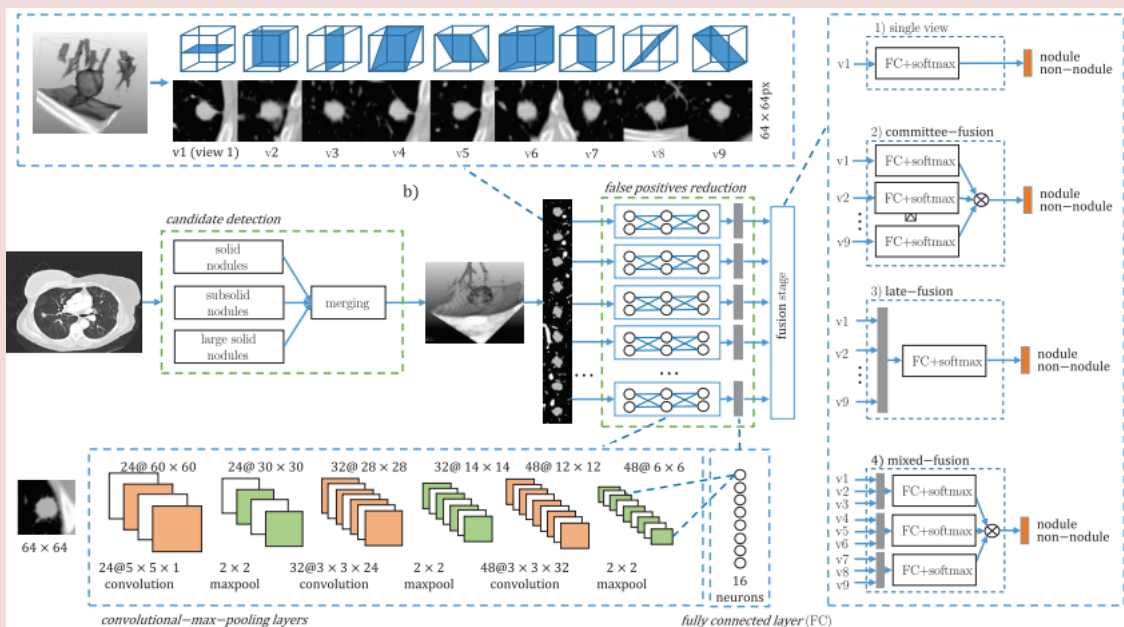 64 × 64px
v1 (view 1) v2 v3 v4 v5 v6 v7 v8 v9
b)
candidate detection
solid
nodules
subsolid
nodules
large solid
nodules
merging
false positives reduction
...
...
fusion stage
1) single view
v1
FC+softmax
nodule
non−nodule
2) committee−fusion
v1
FC+softmax
v2
FC+softmax
v9
FC+softmax
nodule
non−nodule
3) late−fusion
v1
v2
v9
FC+softmax
nodule
non−nodule
4) mixed−fusion
v1
v2
v3
FC+softmax
v4
v5
v6
FC+softmax
v7
v8
v9
FC+softmax
nodule
non−nodule
64 × 64
24@ 60 × 60 24@ 30 × 30 32@ 28 × 28 32@ 14 × 14 48@ 12 × 12 48@ 6 × 6
24@5 × 5 × 1 2 × 2 32@3 × 3 × 24 2 × 2 48@3 × 3 × 32 2 × 2
convolution maxpool convolution maxpool convolution maxpool
16
neurons
convolutional−max−pooling layers
fully connected layer (FC)